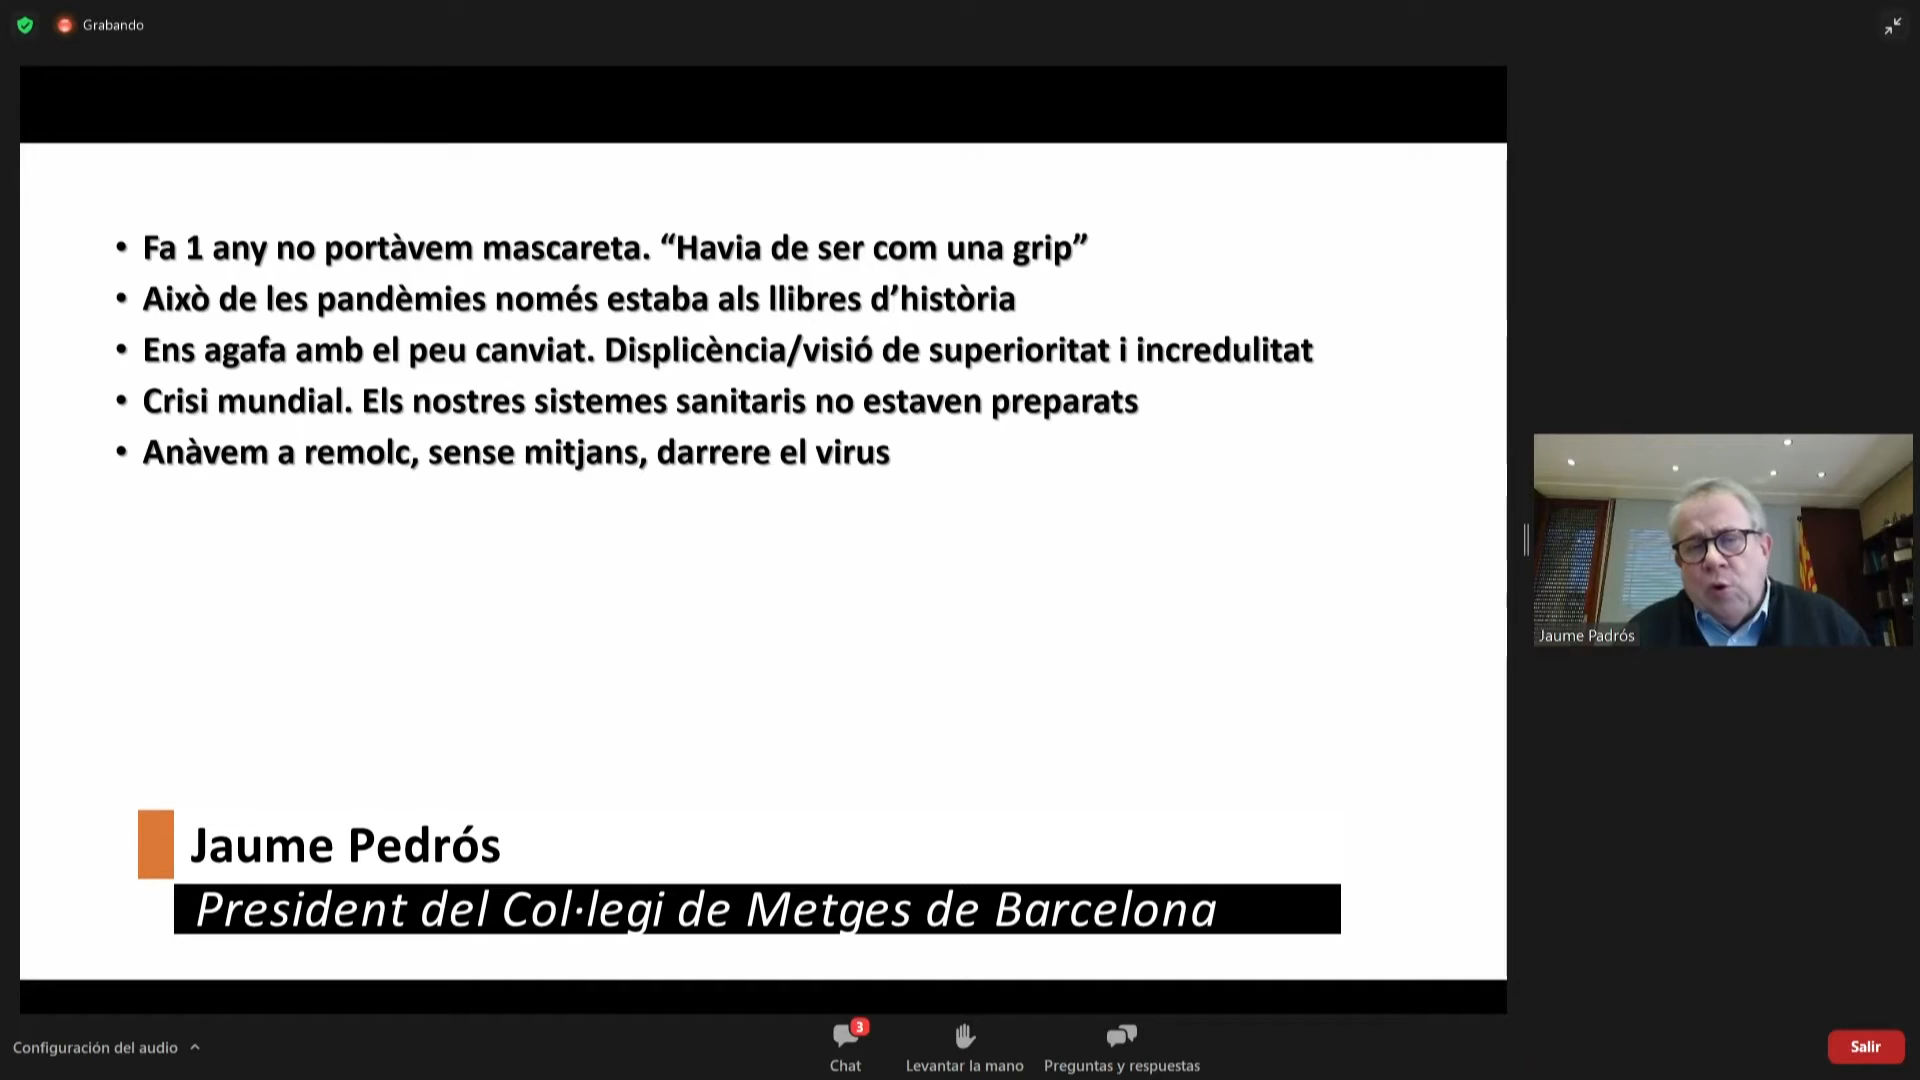 Grabando
• Fa 1 any no portàvem mascareta. “Havia de ser com una grip”
• Això de les pandèmies només estaba als llibres d’història
• Ens agafa amb el peu canviat. Displicència/visió de superioritat i incredulitat
• Crisi mundial. Els nostres sistemes sanitaris no estaven preparats
• Anàvem a remolc, sense mitjans, darrere el virus
Jaume Padrós
Jaume Pedrós
President del Col·legi de Metges de Barcelona
Configuración del audio
3
Chat
Levantar la mano
Preguntas y respuestas
Salir